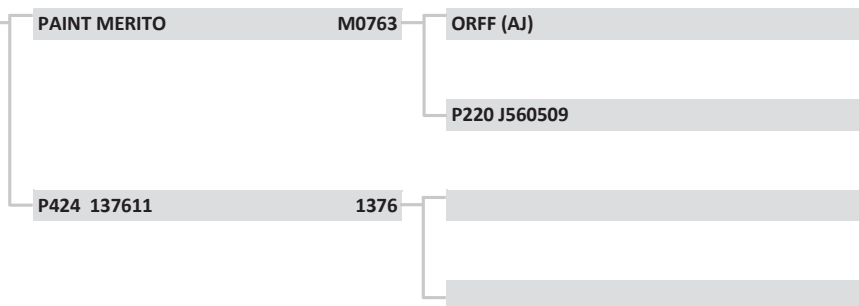 PAINT MERITO M0763
ORFF (AJ)
P220 J560509
P424 137611 1376